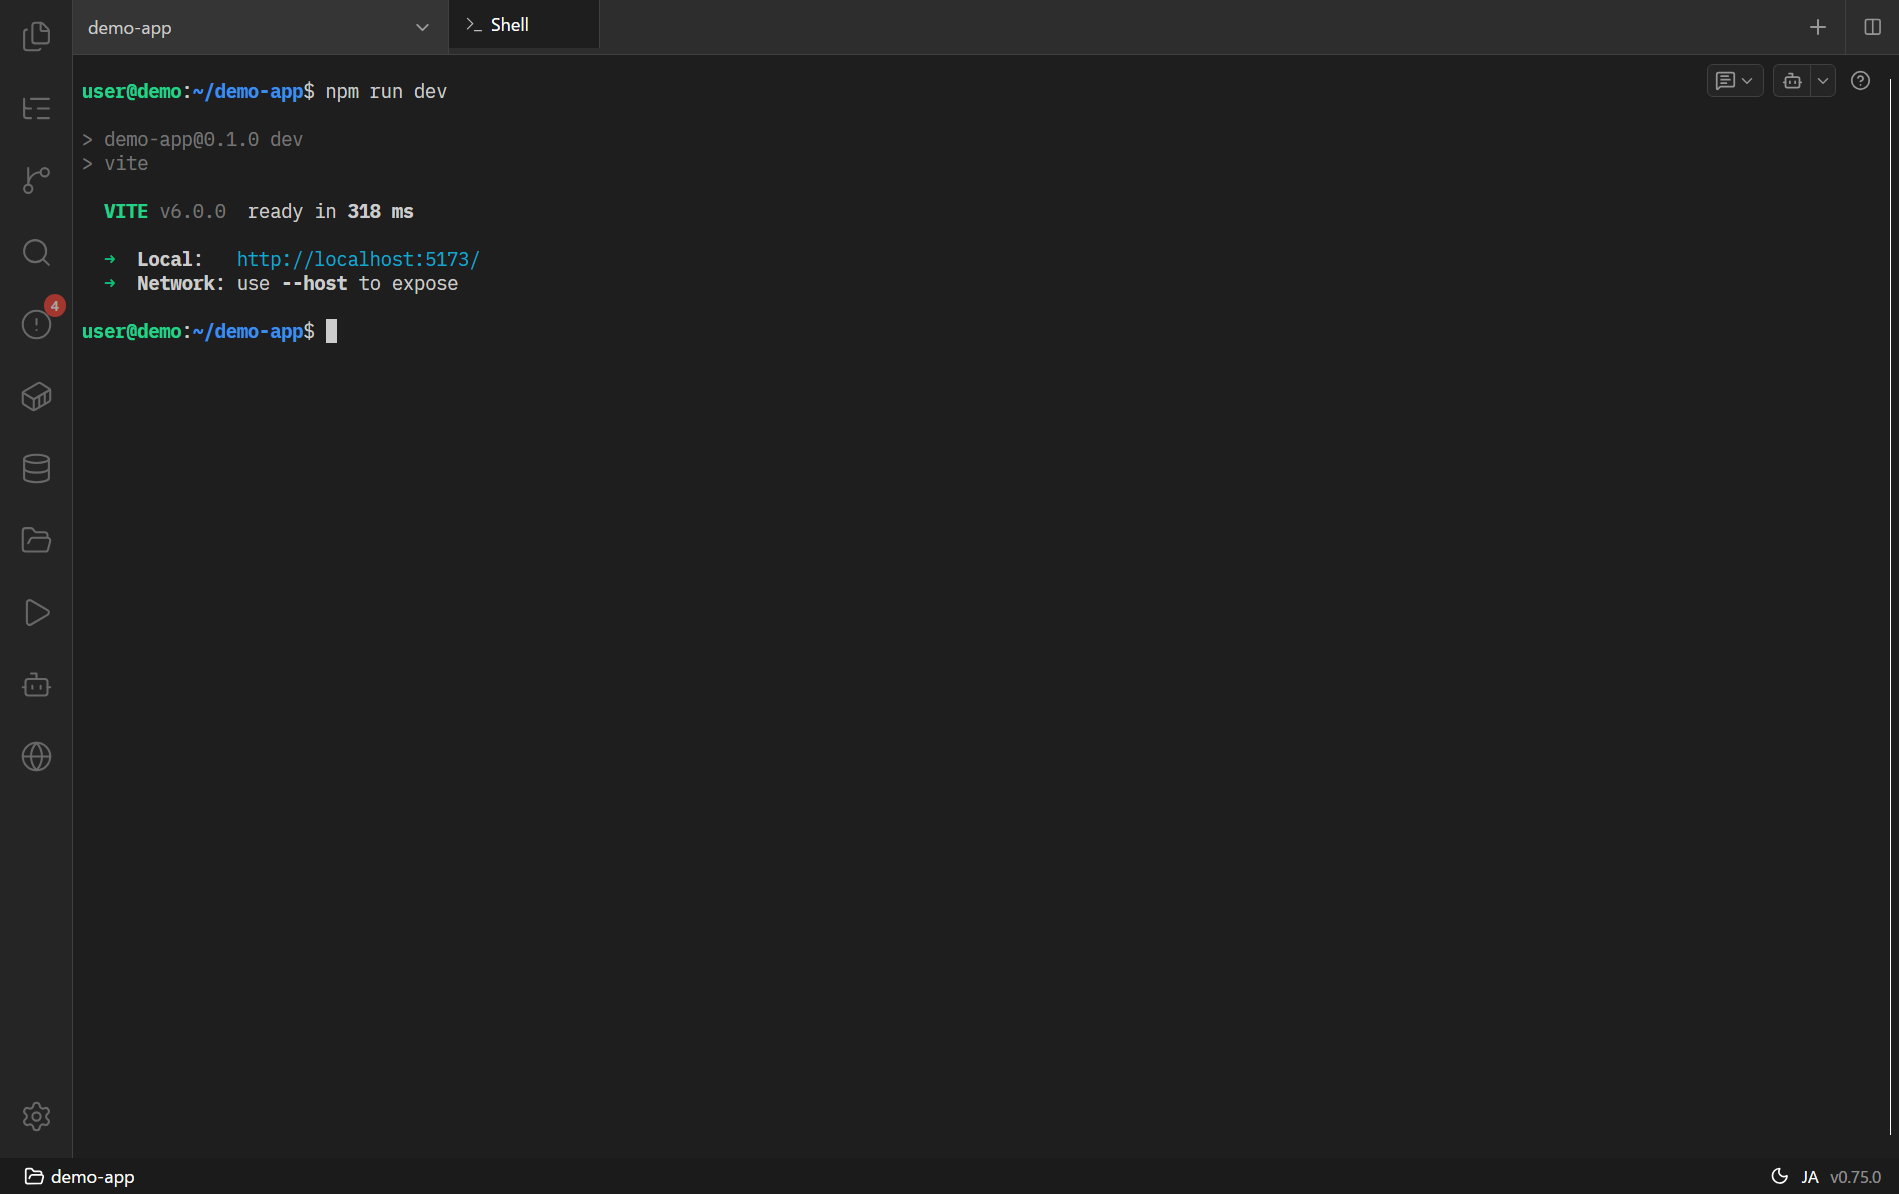 demo-app
Shell
user@demo:~/demo-app$ npm run dev
> demo-app@0.1.0 dev
> vite
VITE v6.0.0 ready in 318 ms
➜ Local: http://localhost:5173/
➜ Network: use --host to expose
user@demo:~/demo-app$
4
demo-app
JA v0.75.0